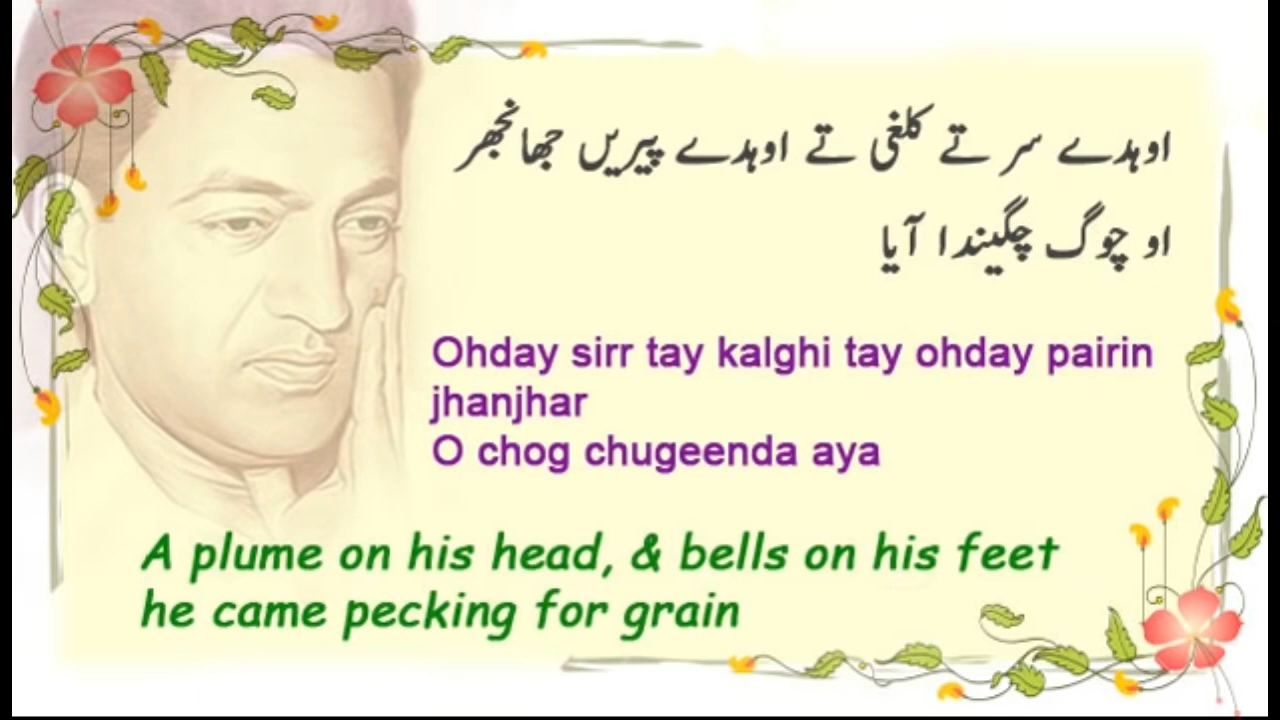 اوہدے سر تے کلغی تے اوہدے پیریں جھانجھر
او چوگ چگیندا آیا
Ohday sirr tay kalghi tay ohday pairin
jhanjhar
O chog chugeenda aya
A plume on his head, & bells on his feet
he came pecking for grain